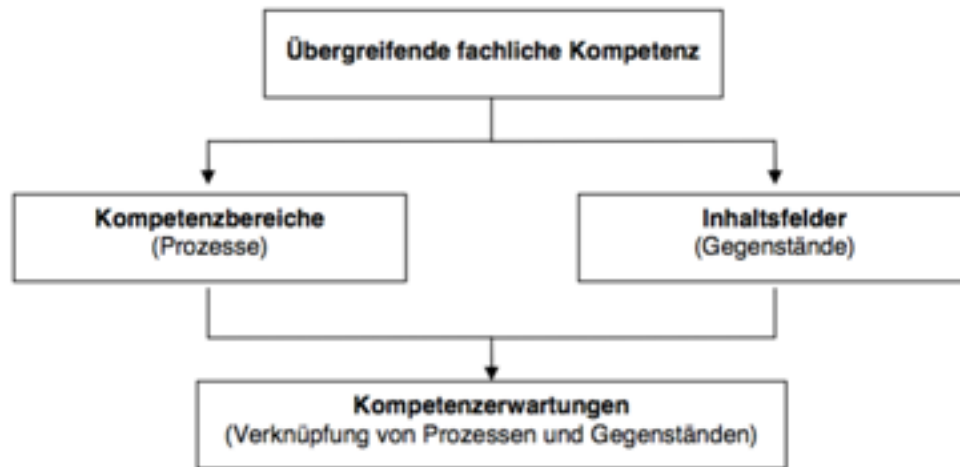 Übergreifende fachliche Kompetenz
Kompetenzbereiche
(Prozesse)
Inhaltsfelder
(Gegenstände)
Kompetenzerwartungen
(Verknüpfung von Prozessen und Gegenständen)